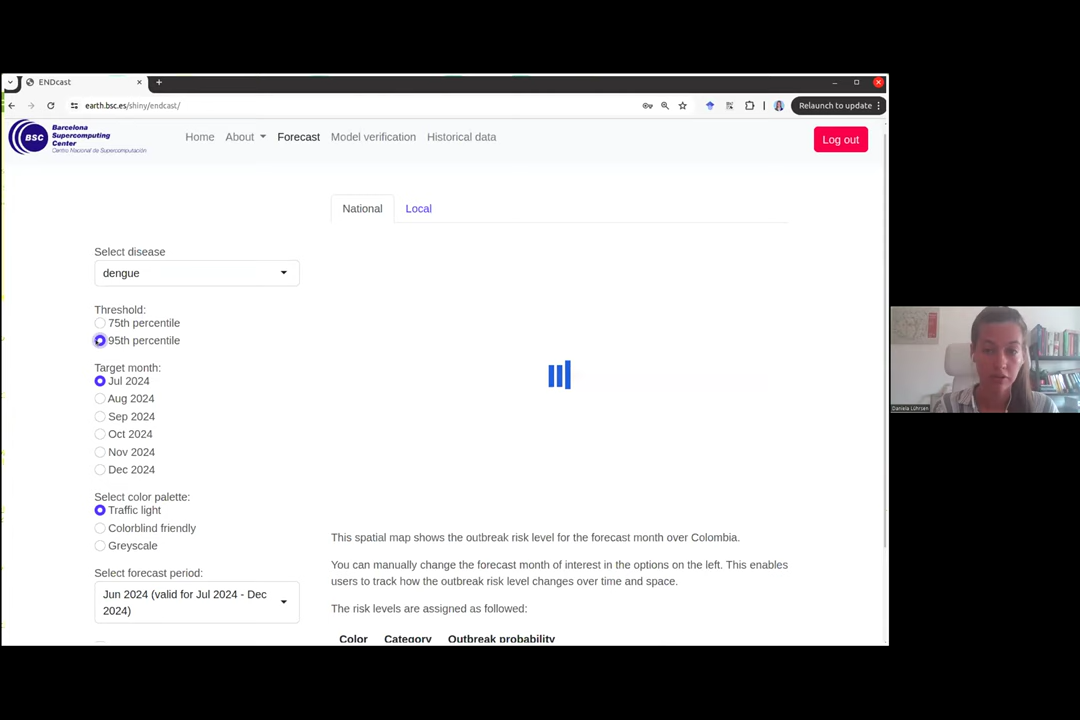 ENDcast
earth.bsc.es/shiny/endcast/
Relaunch to update
BSC
Barcelona
Supercomputing
Center
Centro Nacional de Supercomputación
Home
About
Forecast
Model verification
Historical data
Log out
National
Local
Select disease
dengue
Threshold:
75th percentile
95th percentile
Target month:
Jul 2024
Aug 2024
Sep 2024
Oct 2024
Nov 2024
Dec 2024
Select color palette:
Traffic light
Colorblind friendly
Greyscale
Select forecast period:
Jun 2024 (valid for Jul 2024 - Dec
2024)
This spatial map shows the outbreak risk level for the forecast month over Colombia.
You can manually change the forecast month of interest in the options on the left. This enables
users to track how the outbreak risk level changes over time and space.
The risk levels are assigned as followed:
Color Category Outbreak probability
Daniela Lührsen